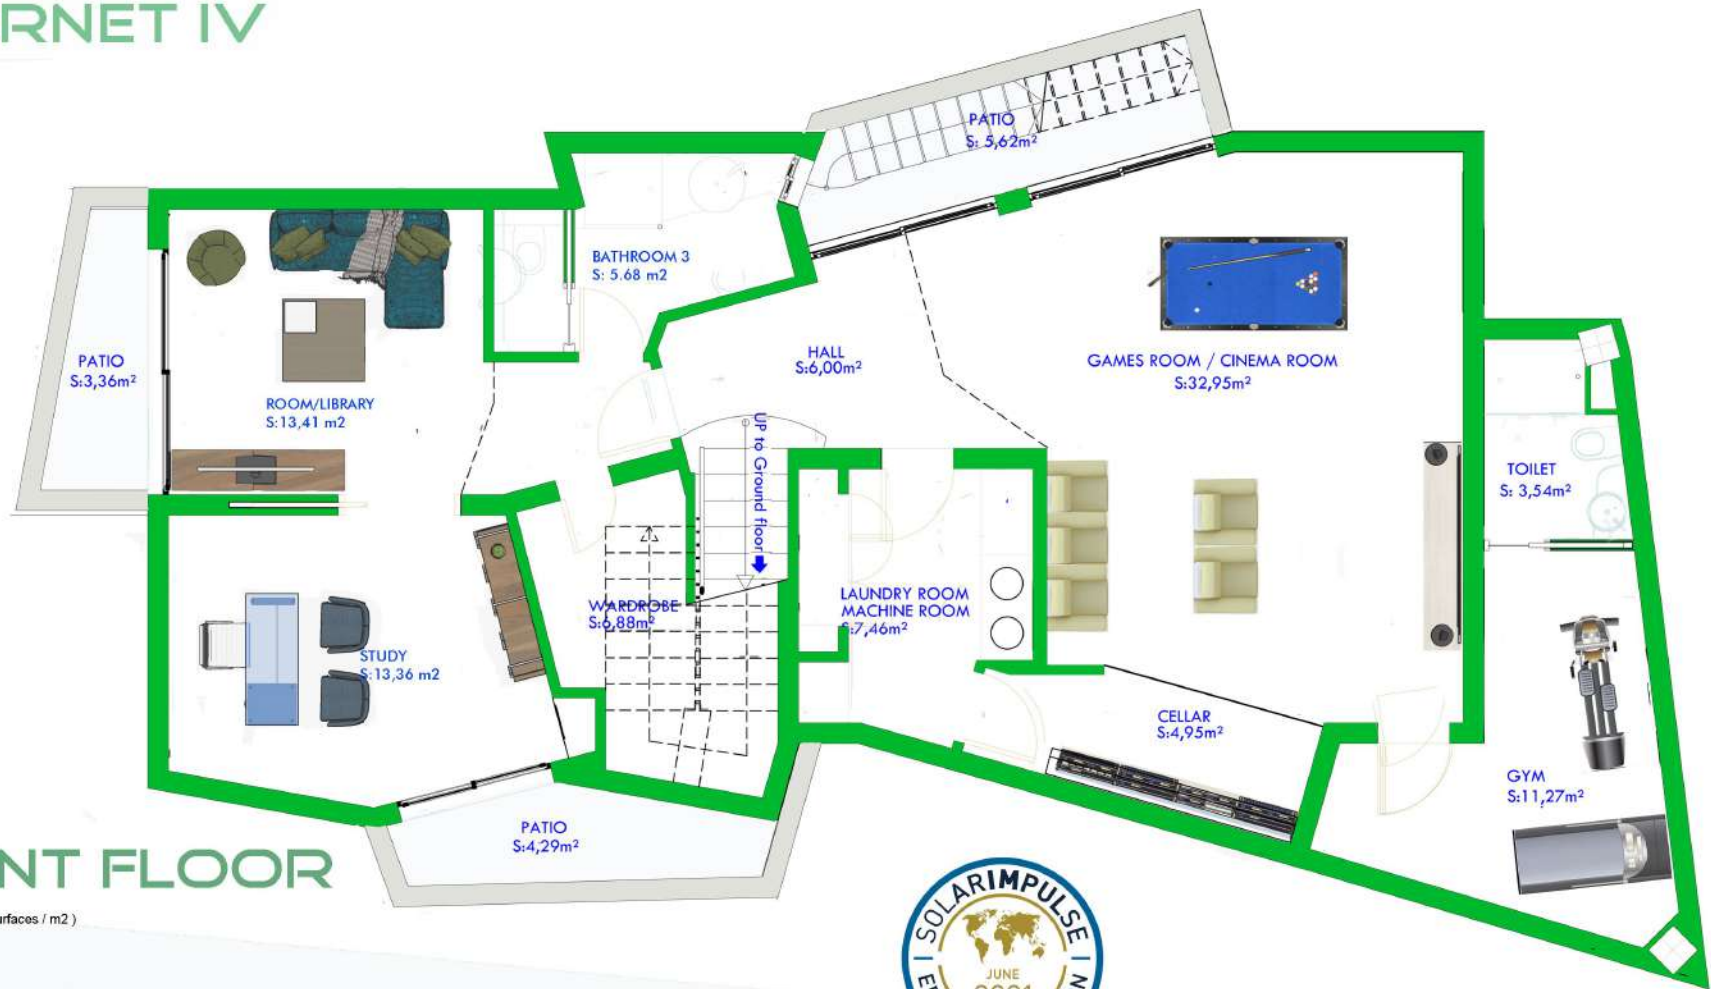 RNET IV
PATIO
S: 5,62m²
BATHROOM 3
S: 5.68 m2
PATIO
S:3,36m²
ROOM/LIBRARY
S:13,41 m2
HALL
S:6,00m²
GAMES ROOM / CINEMA ROOM
S:32,95m²
UP to Ground floor
TOILET
S: 3,54m²
WARDROBE
S:6,88m²
LAUNDRY ROOM
MACHINE ROOM
S:7,46m²
STUDY
S:13,36 m2
CELLAR
S:4,95m²
GYM
S:11,27m²
PATIO
S:4,29m²
NT FLOOR
urfaces / m2 )
SOLARIMPULSE
JUNE